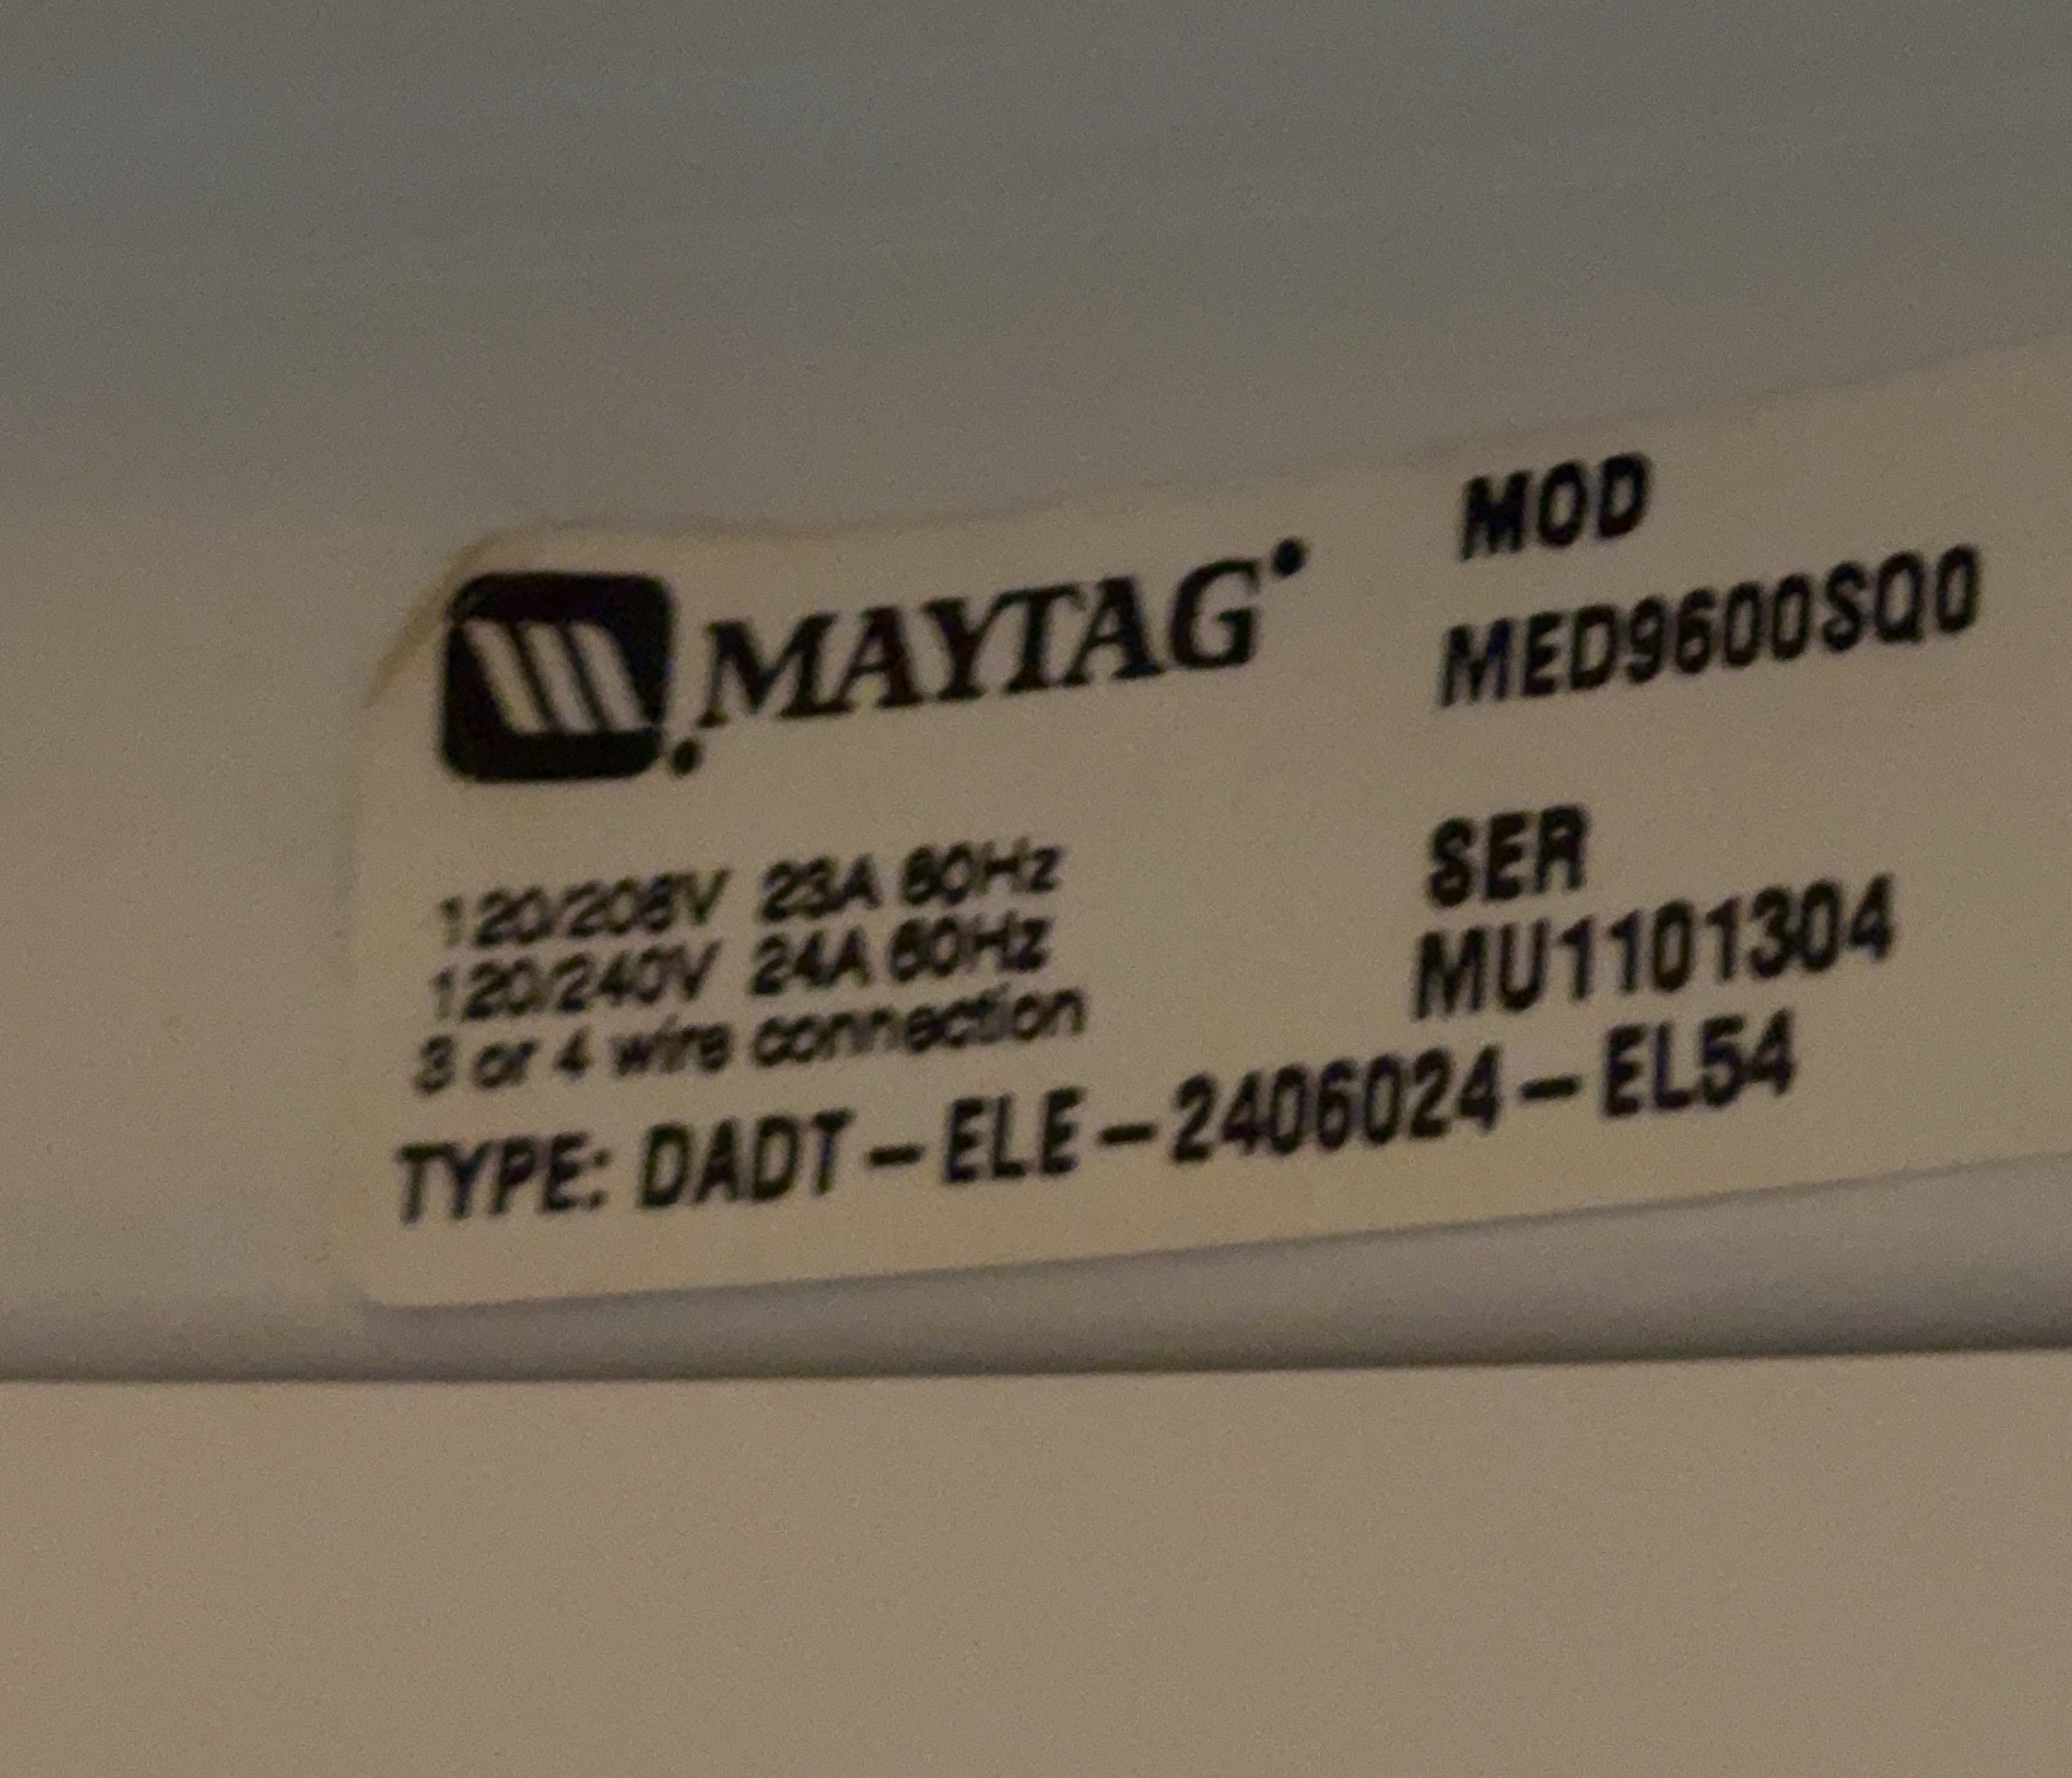 MAYTAG
MOD
MED9600SQ0
120/208V 23A 60Hz
120/240V 24A 60Hz
3 or 4 wire connection
SER
MU1101304
TYPE: DADT-ELE-2406024-EL54